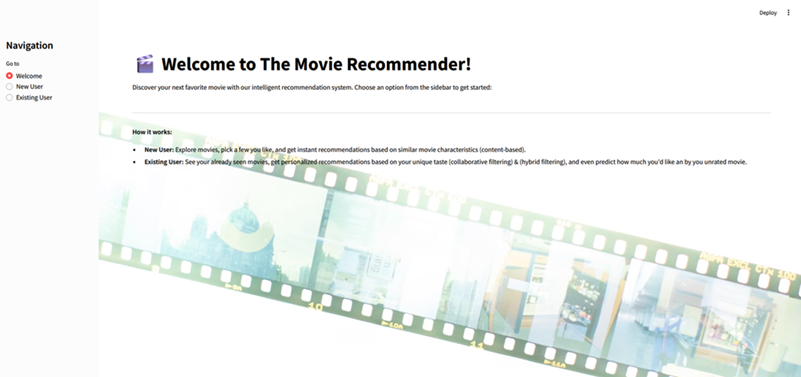 Deploy
Navigation
Go to
Welcome
New User
Existing User
🎬 Welcome to The Movie Recommender!
Discover your next favorite movie with our intelligent recommendation system. Choose an option from the sidebar to get started:
How it works:
• New User: Explore movies, pick a few you like, and get instant recommendations based on similar movie characteristics (content-based).
• Existing User: See your already seen movies, get personalized recommendations based on your unique taste (collaborative filtering) & (hybrid filtering), and even predict how much you'd like an by you unrated movie.
10
11